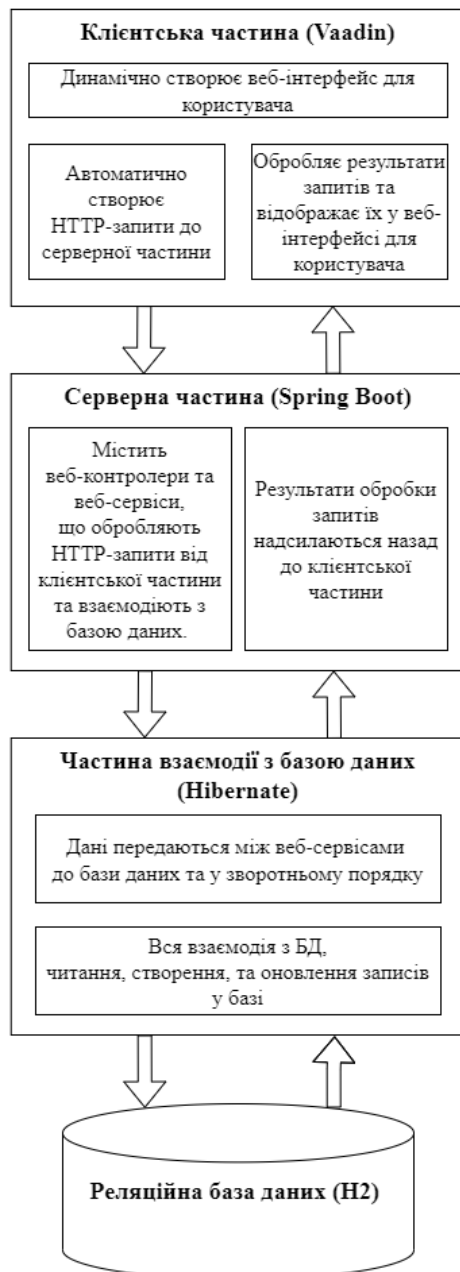 Клієнтська частина (Vaadin)
Динамічно створює веб-інтерфейс для
користувача
Автоматично
створює
HTTP-запити до
серверної частини
Обробляє результати
запитів та
відображає їх у веб-
інтерфейсі для
користувача
Серверна частина (Spring Boot)
Містить
веб-контролери та
веб-сервіси,
що обробляють
HTTP-запити від
клієнтської частини
та взаємодіють з
базою даних.
Результати обробки
запитів
надсилаються назад
до клієнтської
частини
Частина взаємодії з базою даних
(Hibernate)
Дані передаються між веб-сервісами
до бази даних та у зворотньому порядку
Вся взаємодія з БД,
читання, створення, та оновлення записів
у базі
Реляційна база даних (H2)